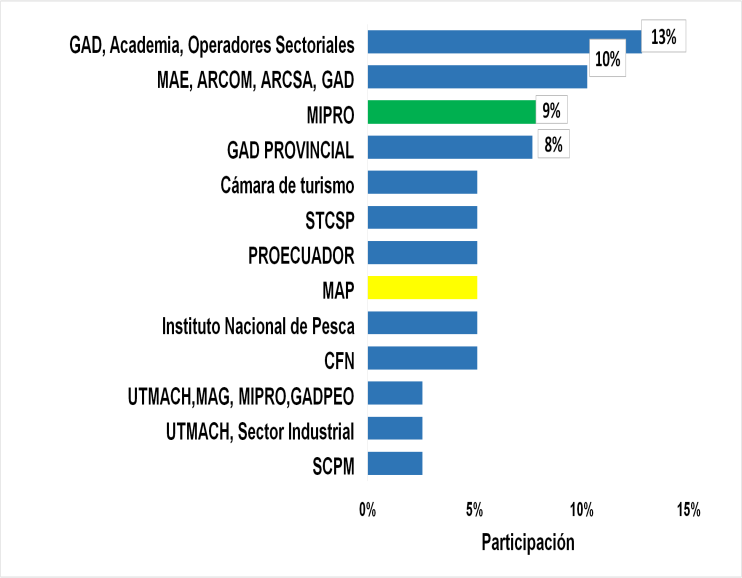 GAD, Academia, Operadores Sectoriales
13%
MAE, ARCOM, ARCSA, GAD
10%
MIPRO
9%
GAD PROVINCIAL
8%
Cámara de turismo
STCSP
PROECUADOR
MAP
Instituto Nacional de Pesca
CFN
UTMACH,MAG, MIPRO,GADPEO
UTMACH, Sector Industrial
SCPM
0% 5% 10% 15%
Participación